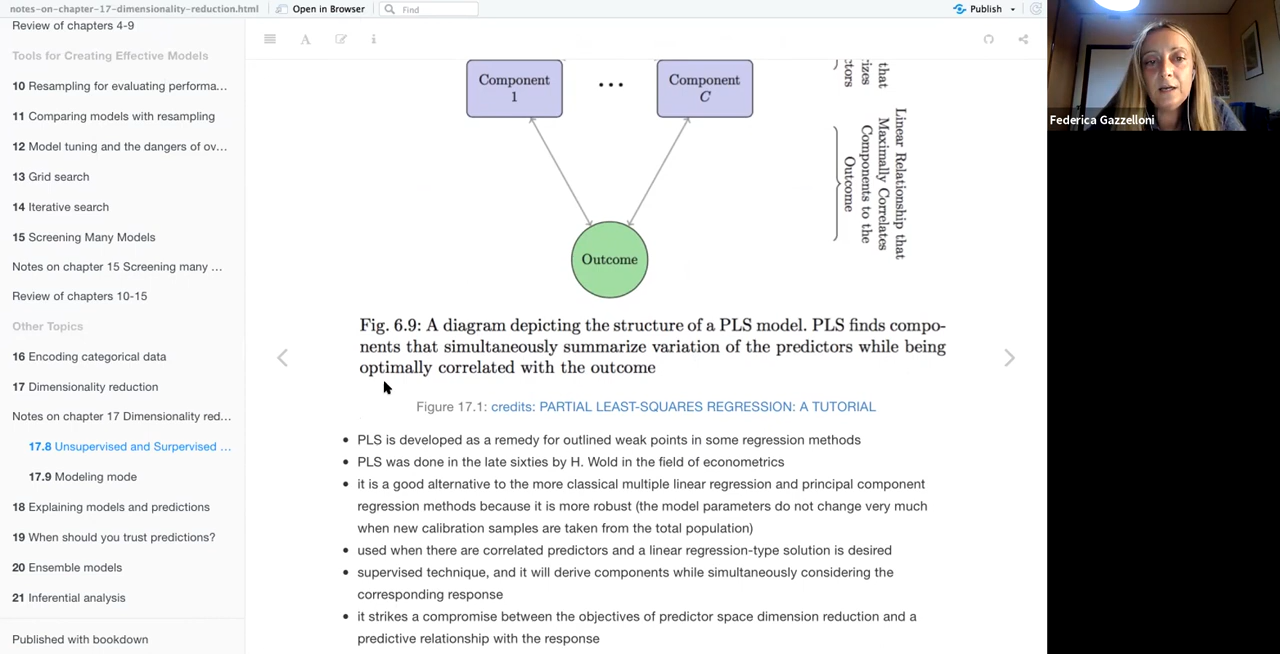 notes-on-chapter-17-dimensionality-reduction.html
Open in Browser
Find
Publish
Review of chapters 4-9
Tools for Creating Effective Models
10 Resampling for evaluating performa...
11 Comparing models with resampling
12 Model tuning and the dangers of ov...
13 Grid search
14 Iterative search
15 Screening Many Models
Notes on chapter 15 Screening many ...
Review of chapters 10-15
Other Topics
16 Encoding categorical data
17 Dimensionality reduction
Notes on chapter 17 Dimensionality red...
17.8 Unsupervised and Surpervised ...
17.9 Modeling mode
18 Explaining models and predictions
19 When should you trust predictions?
20 Ensemble models
21 Inferential analysis
Published with bookdown
A
i
Component
1
...
Component
C
that
Linear Relationship that
Maximally Correlates
Components to the
Outcome
Outcome
Fig. 6.9: A diagram depicting the structure of a PLS model. PLS finds compo-
nents that simultaneously summarize variation of the predictors while being
optimally correlated with the outcome
Figure 17.1: credits: PARTIAL LEAST-SQUARES REGRESSION: A TUTORIAL
• PLS is developed as a remedy for outlined weak points in some regression methods
• PLS was done in the late sixties by H. Wold in the field of econometrics
• it is a good alternative to the more classical multiple linear regression and principal component
regression methods because it is more robust (the model parameters do not change very much
when new calibration samples are taken from the total population)
• used when there are correlated predictors and a linear regression-type solution is desired
• supervised technique, and it will derive components while simultaneously considering the
corresponding response
• it strikes a compromise between the objectives of predictor space dimension reduction and a
predictive relationship with the response
Federica Gazzelloni